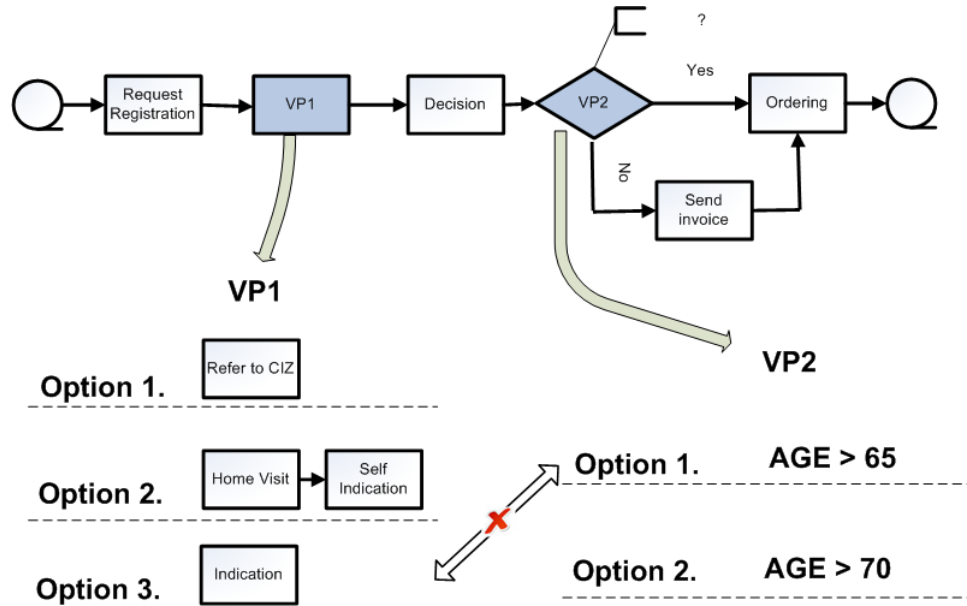 ?
Request
Registration
VP1
Decision
VP2
Yes
Ordering
No
Send
invoice
VP1
VP2
Refer to CIZ
Option 1.
Home Visit
Self
Indication
Option 2.
Indication
Option 3.
Option 1.
AGE > 65
Option 2.
AGE > 70